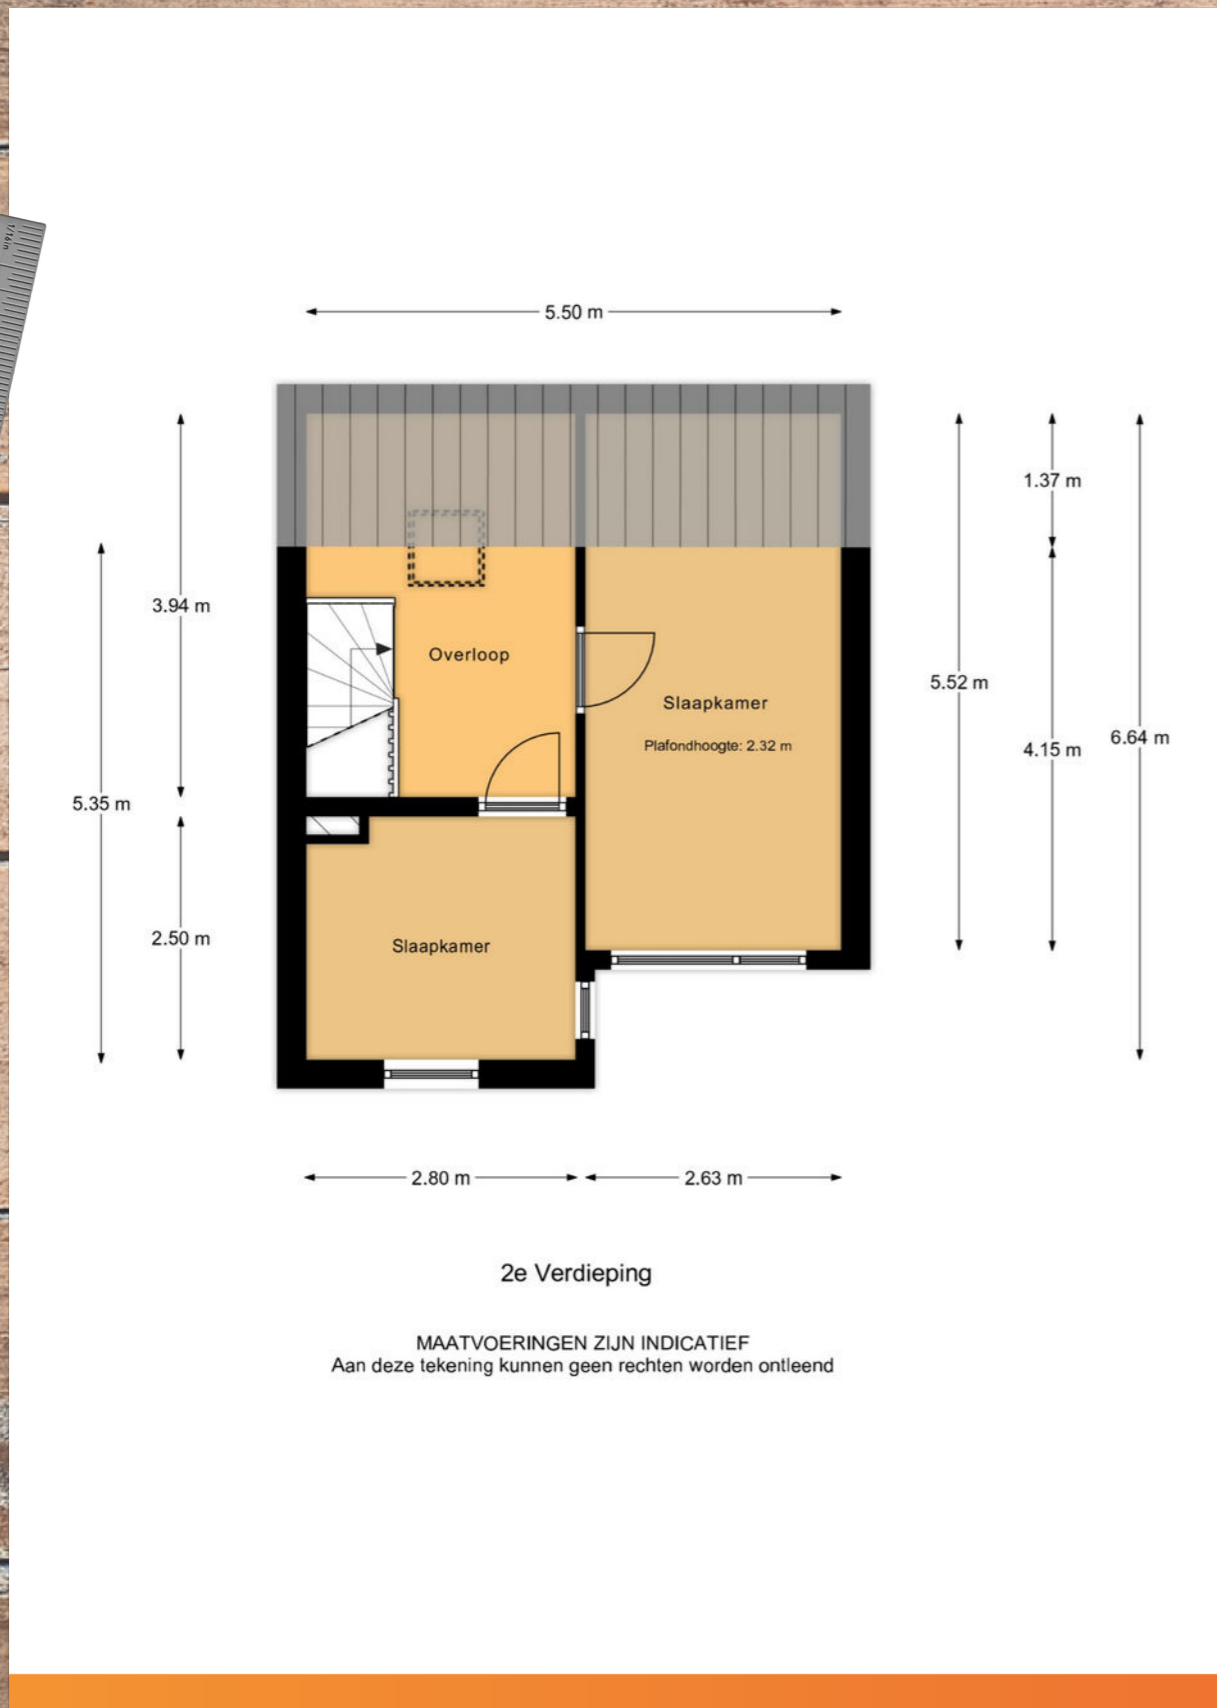 1/16in
5.50 m
1.37 m
3.94 m
Overloop
5.52 m
Slaapkamer
6.64 m
Plafondhoogte: 2.32 m
4.15 m
5.35 m
2.50 m
Slaapkamer
2.80 m
2.63 m
2e Verdieping
MAATVOERINGEN ZIJN INDICATIEF
Aan deze tekening kunnen geen rechten worden ontleend